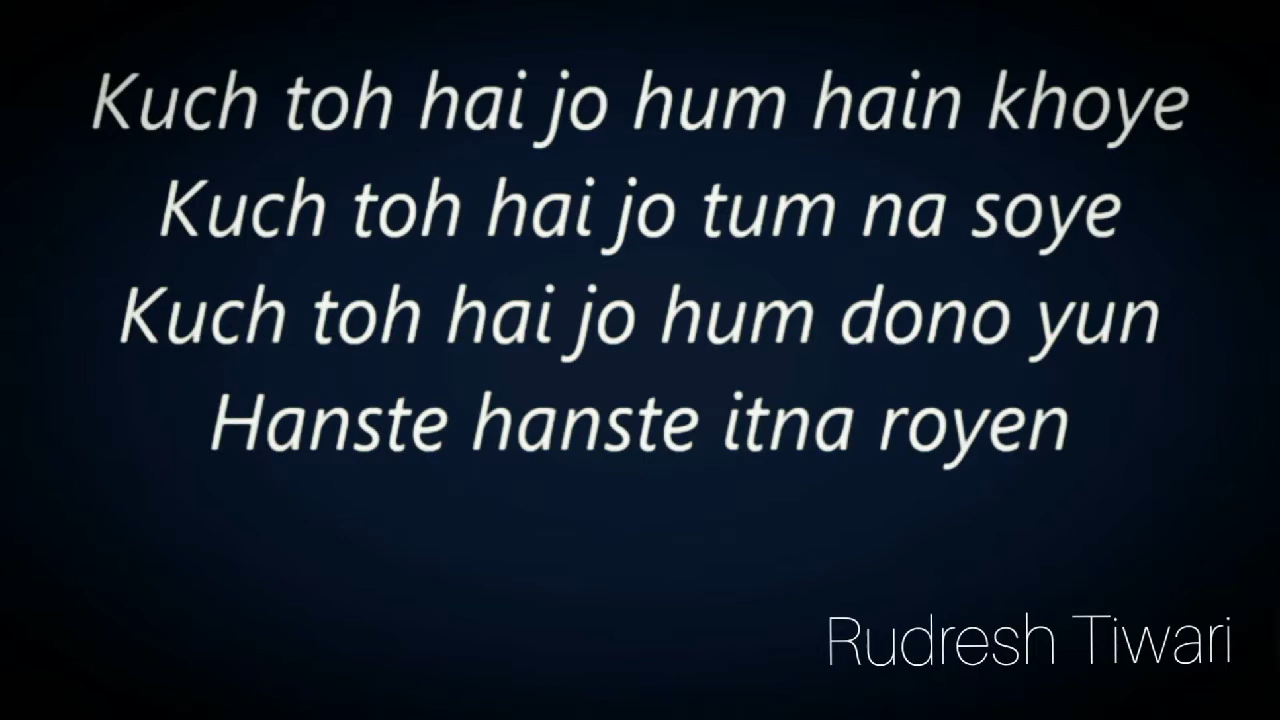 Kuch toh hai jo hum hain khoye
Kuch toh hai jo tum na soye
Kuch toh hai jo hum dono yun
Hanste hanste itna royen
Rudresh Tiwari